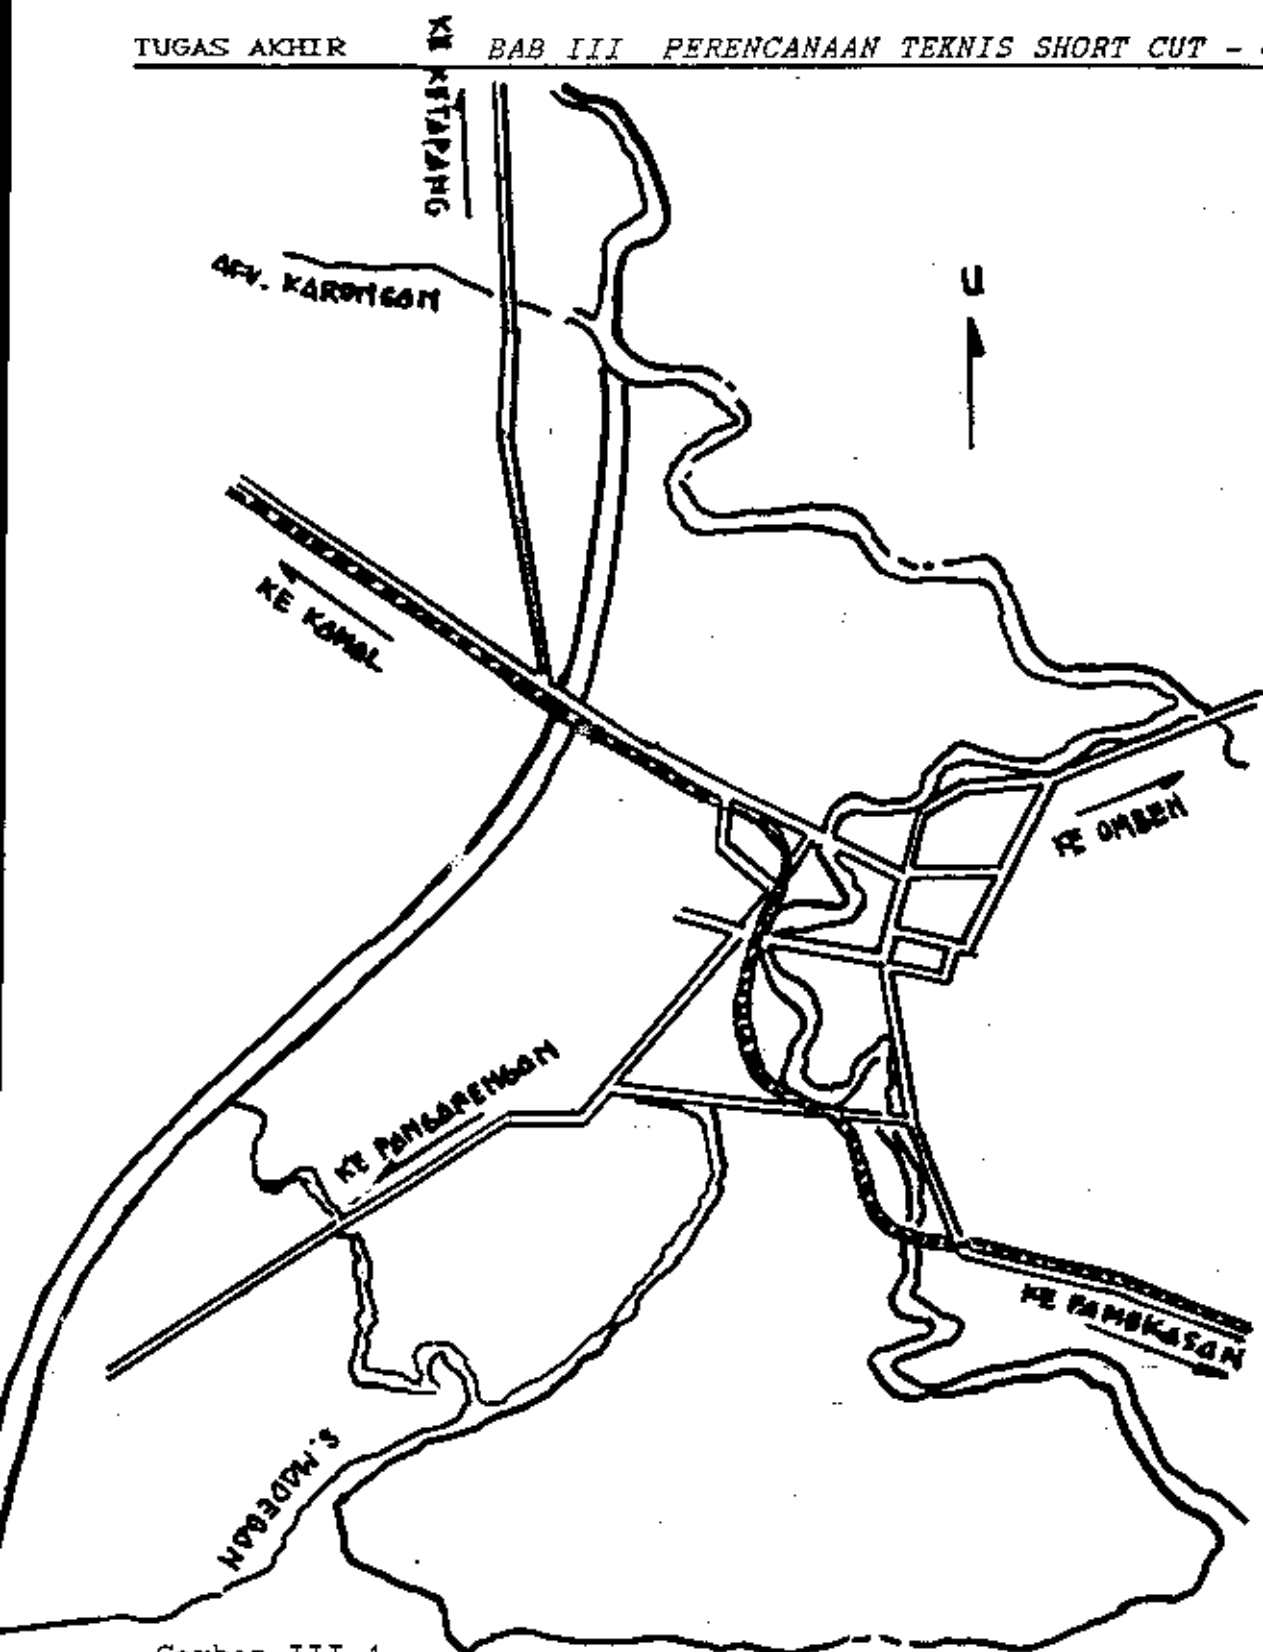 TUGAS AKHIR BAB III PERENCANAAN TEKNIS SHORT CUT -
KE KETAPANG
AFV. KARONGAN
U
KE KAMAL
KE OMBEN
KE PANGARENGAN
KE PAMEKASAN
S. MADEGAN